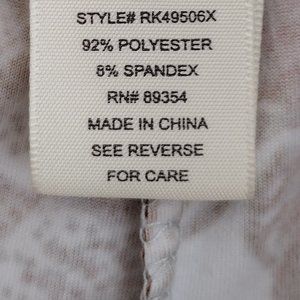 STYLE# RK49506X
92% POLYESTER
8% SPANDEX
RN# 89354
MADE IN CHINA
SEE REVERSE
FOR CARE